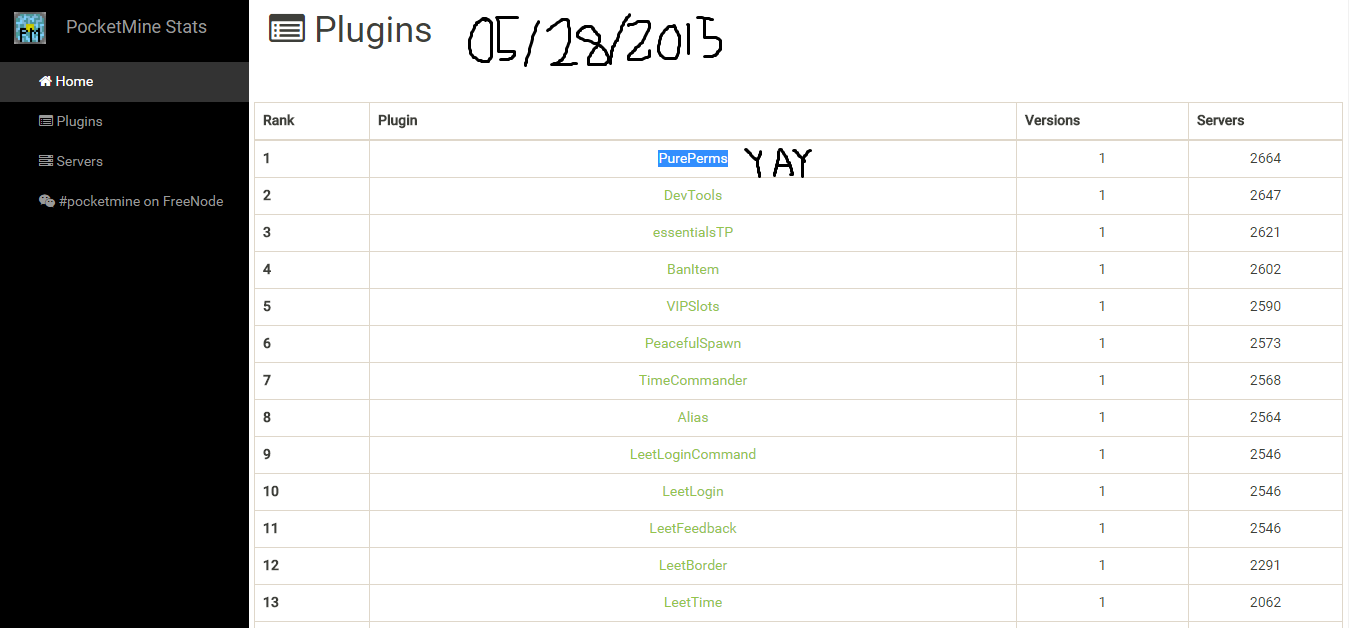 PocketMine Stats
Home
Plugins
Servers
#pocketmine on FreeNode
Plugins 05/28/2015
Rank Plugin Versions Servers
1 PurePerms YAY 1 2664
2 DevTools 1 2647
3 essentialsTP 1 2621
4 BanItem 1 2602
5 VIPSlots 1 2590
6 PeacefulSpawn 1 2573
7 TimeCommander 1 2568
8 Alias 1 2564
9 LeetLoginCommand 1 2546
10 LeetLogin 1 2546
11 LeetFeedback 1 2546
12 LeetBorder 1 2291
13 LeetTime 1 2062